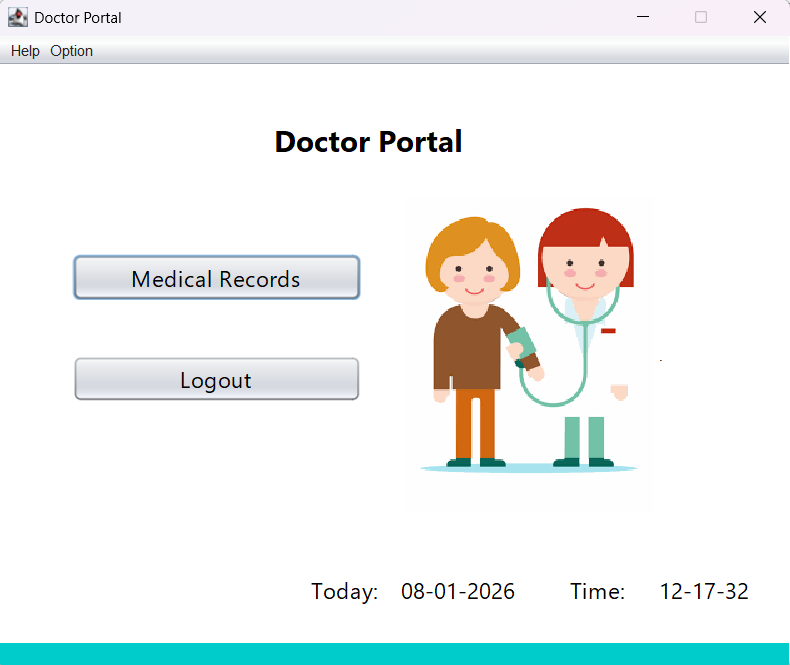 Doctor Portal
Help Option
Doctor Portal
Medical Records
Logout
Today: 08-01-2026 Time: 12-17-32